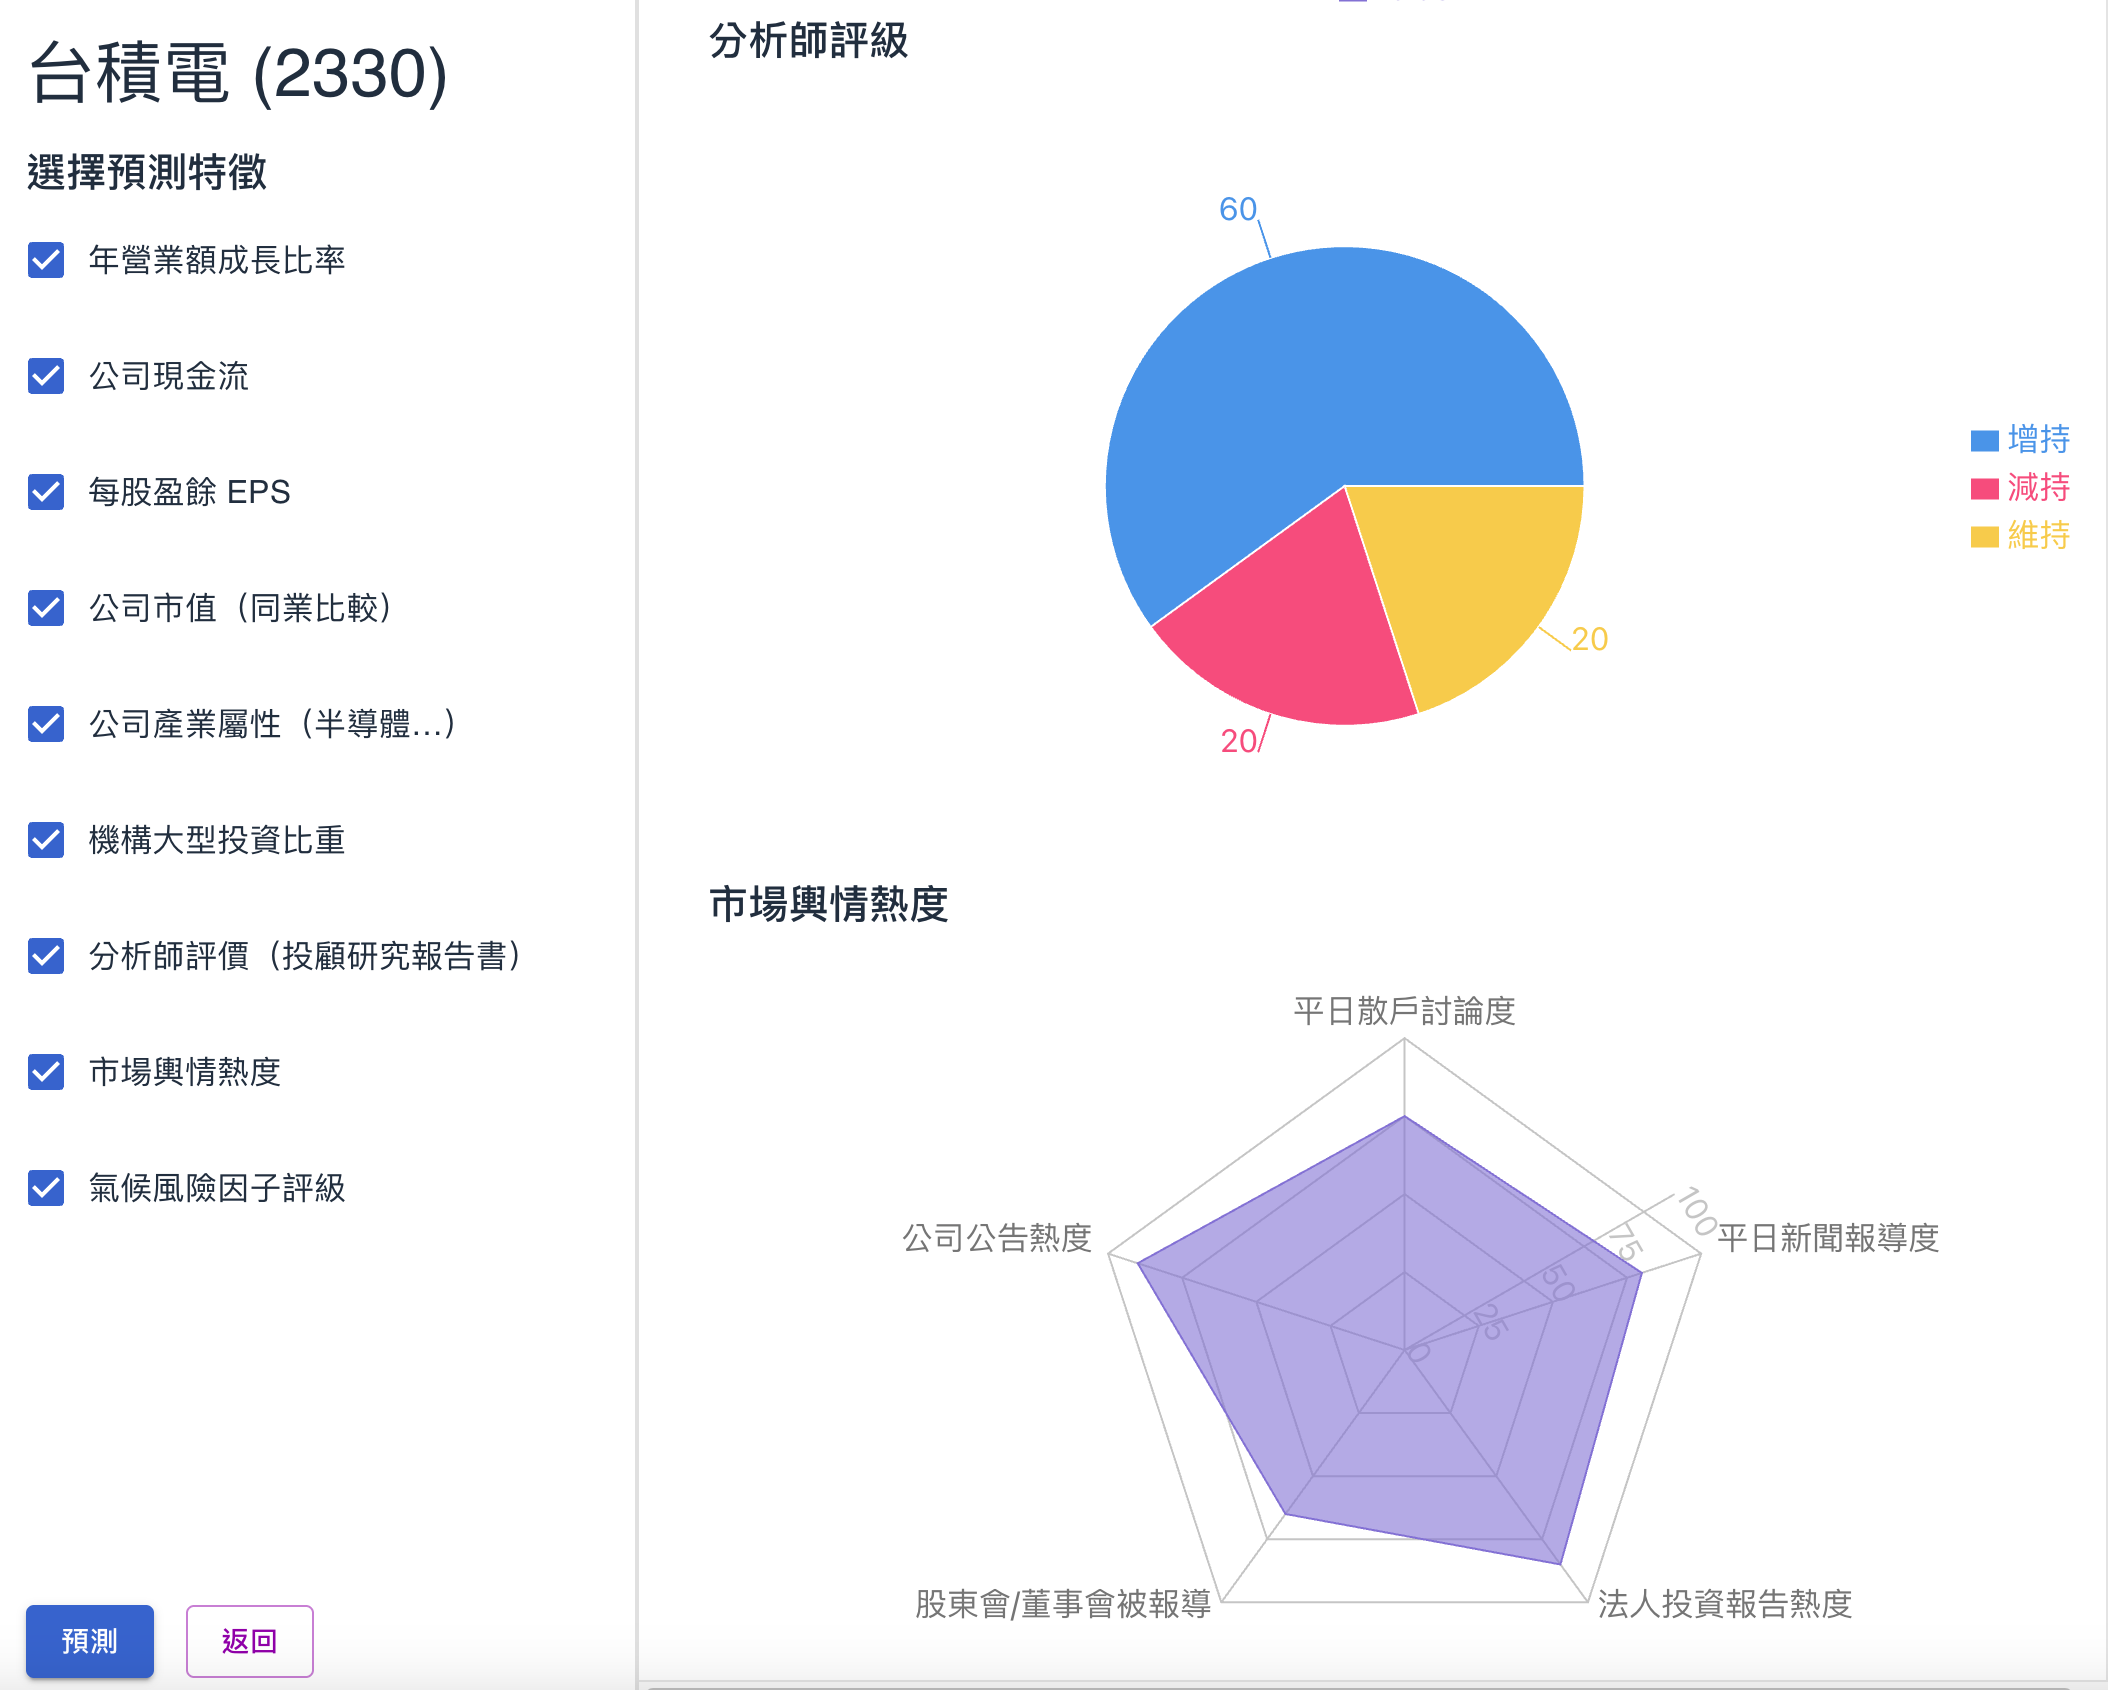 台積電 (2330)
選擇預測特徵
年營業額成長比率
公司現金流
每股盈餘 EPS
公司市值（同業比較）
公司產業屬性（半導體...）
機構大型投資比重
分析師評價（投顧研究報告書）
市場輿情熱度
氣候風險因子評級
預測
返回
分析師評級
60
20
20
增持
減持
維持
市場輿情熱度
平日散戶討論度
平日新聞報導度
法人投資報告熱度
股東會/董事會被報導
公司公告熱度
100
75
50
25
0